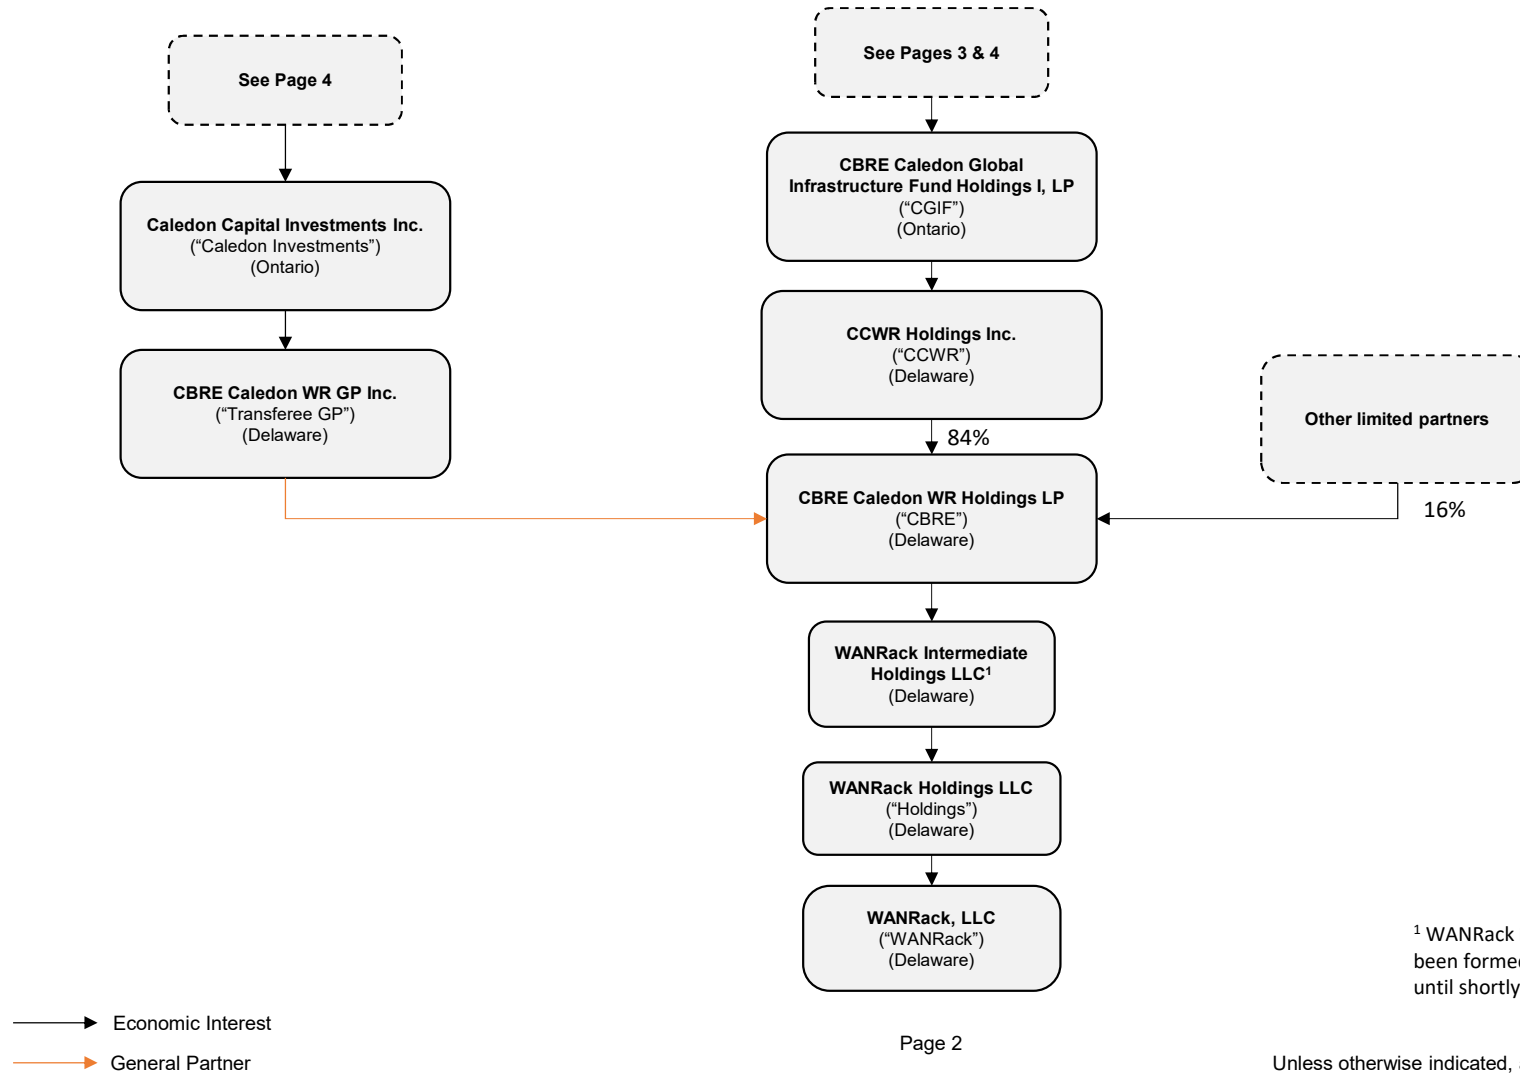 See Page 4
See Pages 3 & 4
Caledon Capital Investments Inc.
(“Caledon Investments”)
(Ontario)
CBRE Caledon Global
Infrastructure Fund Holdings I, LP
(“CGIF”)
(Ontario)
CCWR Holdings Inc.
(“CCWR”)
(Delaware)
CBRE Caledon WR GP Inc.
(“Transferee GP”)
(Delaware)
Other limited partners
84%
16%
CBRE Caledon WR Holdings LP
(“CBRE”)
(Delaware)
WANRack Intermediate
Holdings LLC¹
(Delaware)
WANRack Holdings LLC
(“Holdings”)
(Delaware)
WANRack, LLC
(“WANRack”)
(Delaware)
¹ WANRack
been formed
until shortly
Economic Interest
General Partner
Page 2
Unless otherwise indicated,